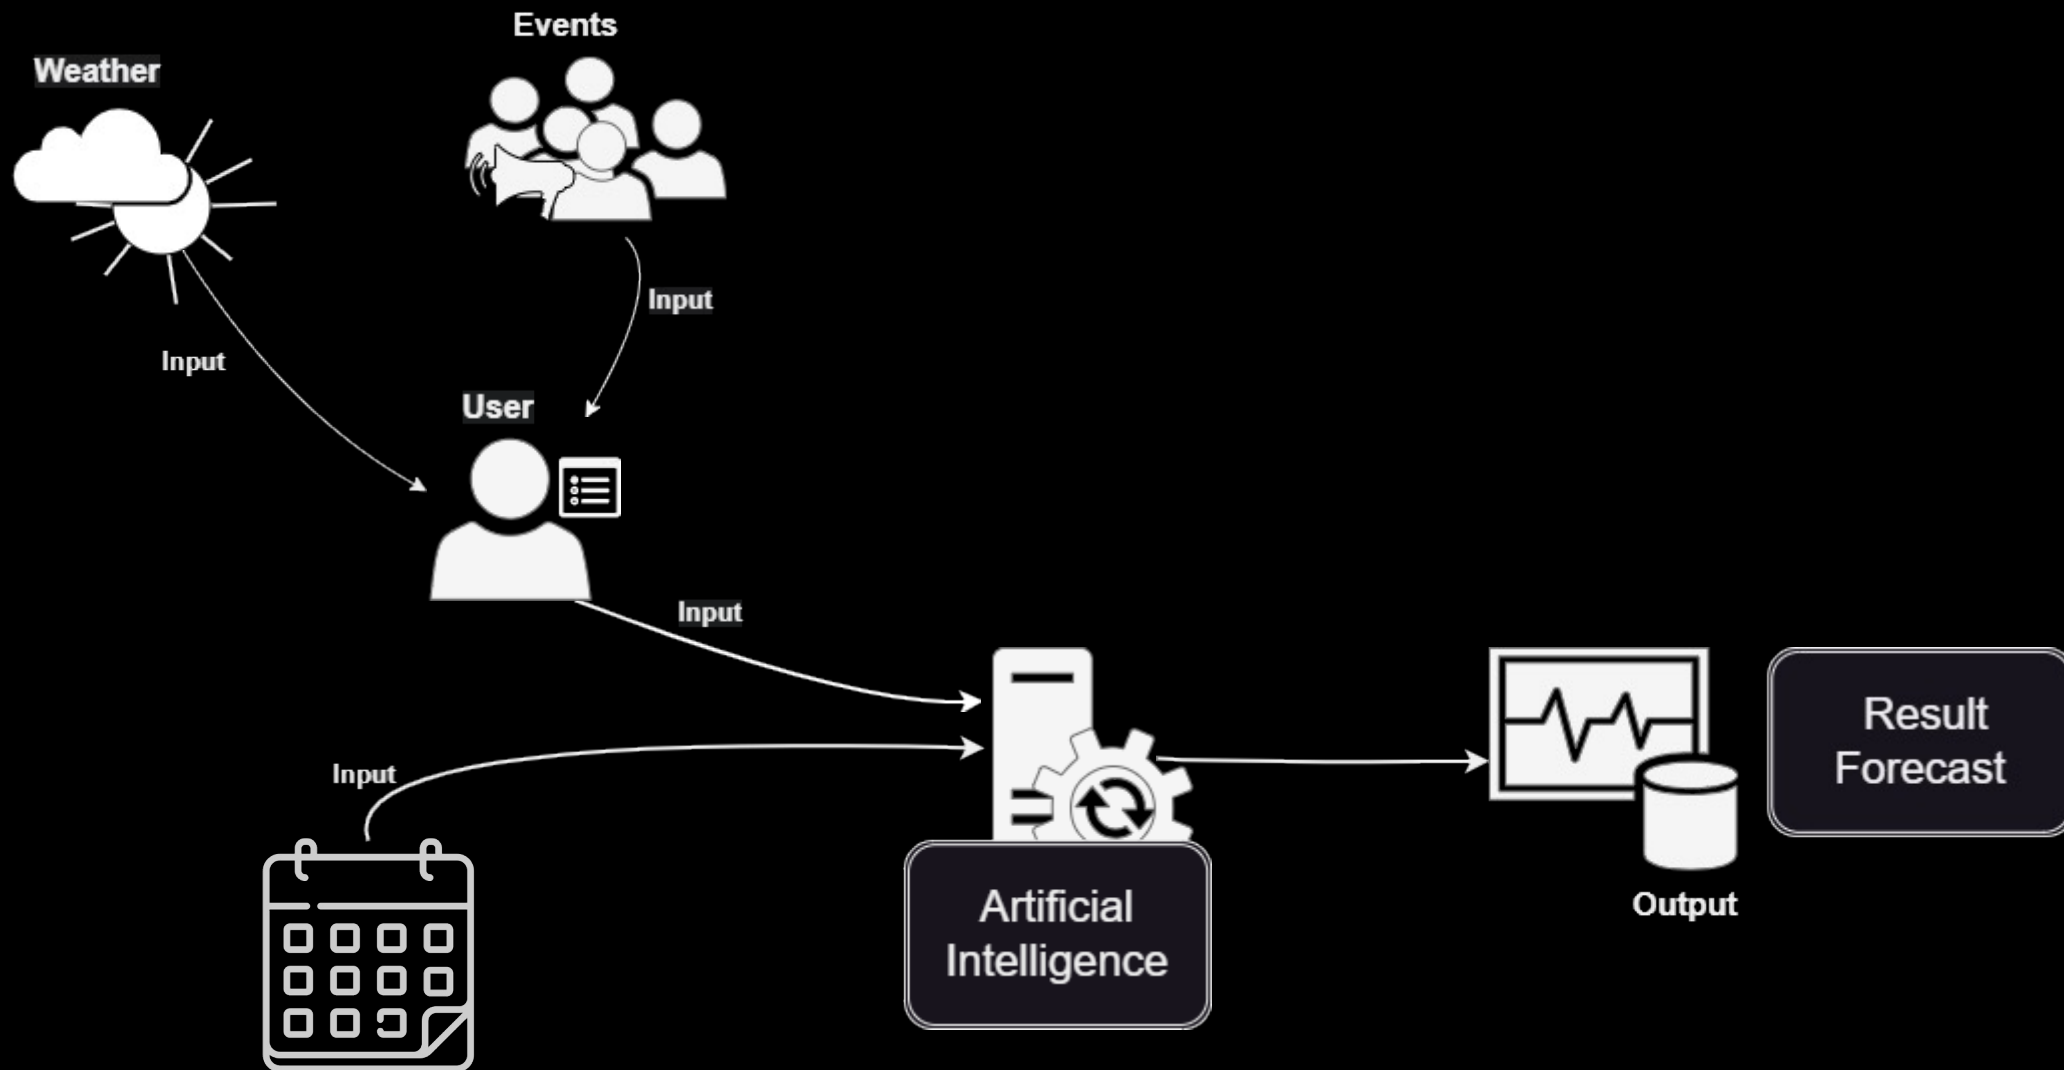 Events
Weather
Input
Input
User
Input
Input
Result
Forecast
Artificial
Intelligence
Output